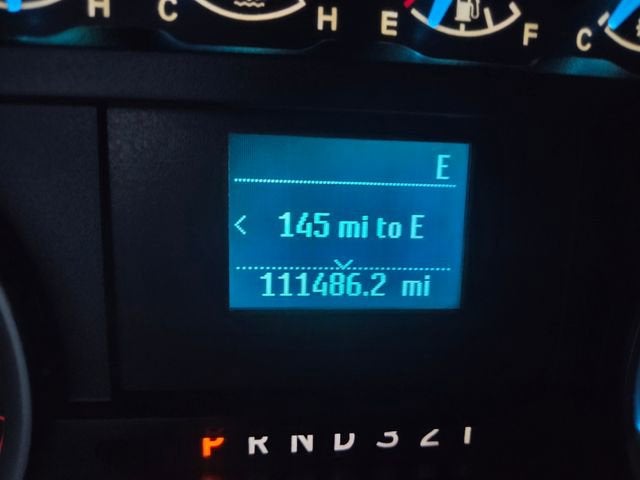 H C H E F C
E
< 145 mi to E
111486.2 mi
P R N D 3 2 1